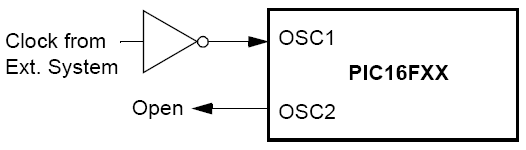 Clock from
Ext. System
OSC1
PIC16FXX
Open
OSC2